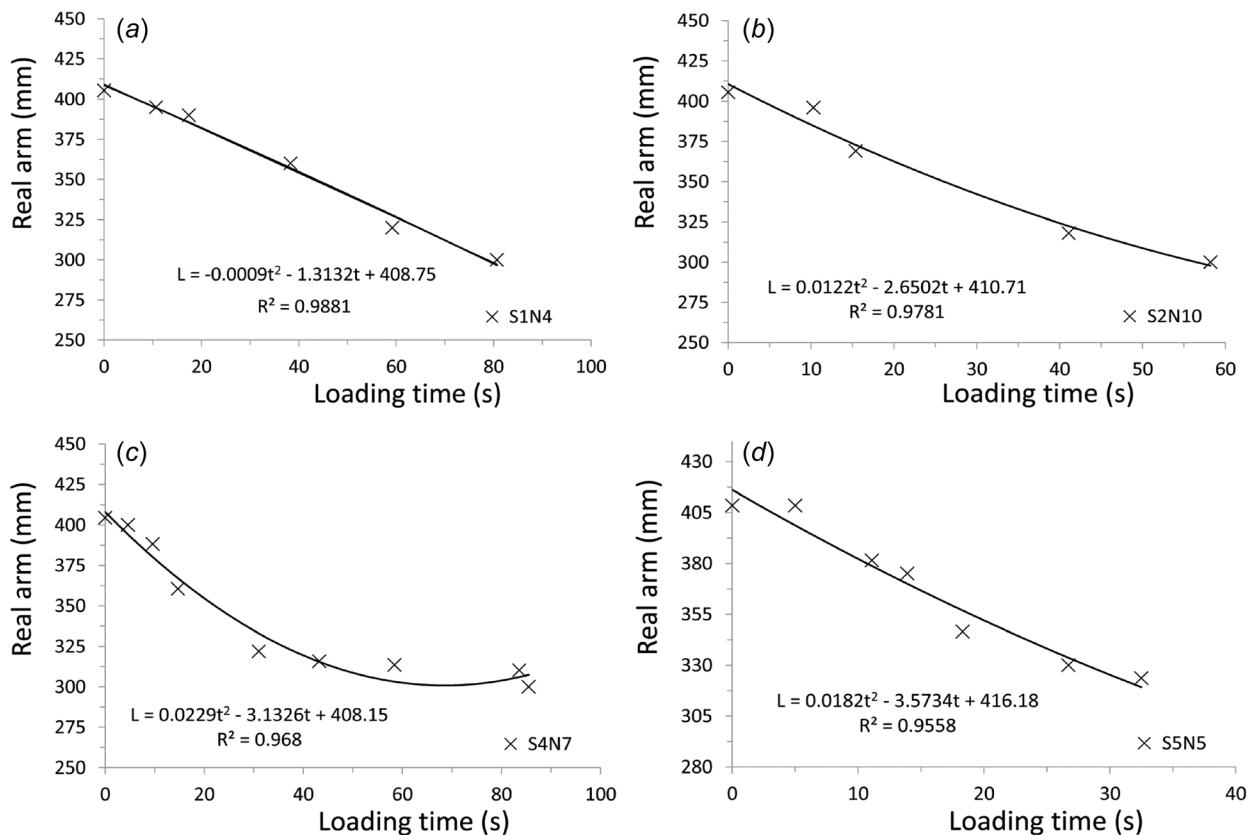 (a)
Real arm (mm)
450
425
400
375
350
325
300
275
250
L = -0.0009t² - 1.3132t + 408.75
R² = 0.9881
S1N4
0 20 40 60 80 100
Loading time (s)
(b)
Real arm (mm)
450
425
400
375
350
325
300
275
250
L = 0.0122t² - 2.6502t + 410.71
R² = 0.9781
S2N10
0 10 20 30 40 50 60
Loading time (s)
(c)
Real arm (mm)
450
425
400
375
350
325
300
275
250
L = 0.0229t² - 3.1326t + 408.15
R² = 0.968
S4N7
0 20 40 60 80 100
Loading time (s)
(d)
Real arm (mm)
430
405
380
355
330
305
280
L = 0.0182t² - 3.5734t + 416.18
R² = 0.9558
S5N5
0 10 20 30 40
Loading time (s)